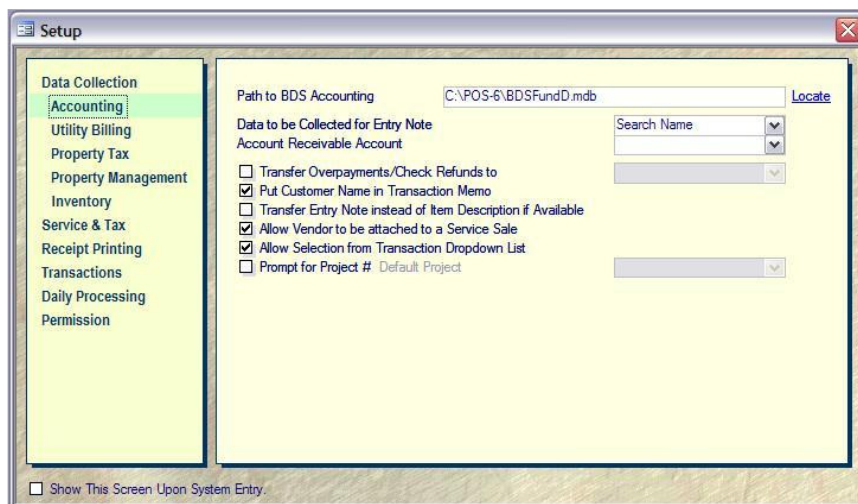 Setup
Data Collection
Accounting
Utility Billing
Property Tax
Property Management
Inventory
Service & Tax
Receipt Printing
Transactions
Daily Processing
Permission
Path to BDS Accounting C:\POS-6\BDSFundD.mdb Locate
Data to be Collected for Entry Note Search Name
Account Receivable Account
Transfer Overpayments/Check Refunds to
Put Customer Name in Transaction Memo
Transfer Entry Note instead of Item Description if Available
Allow Vendor to be attached to a Service Sale
Allow Selection from Transaction Dropdown List
Prompt for Project # Default Project
Show This Screen Upon System Entry.